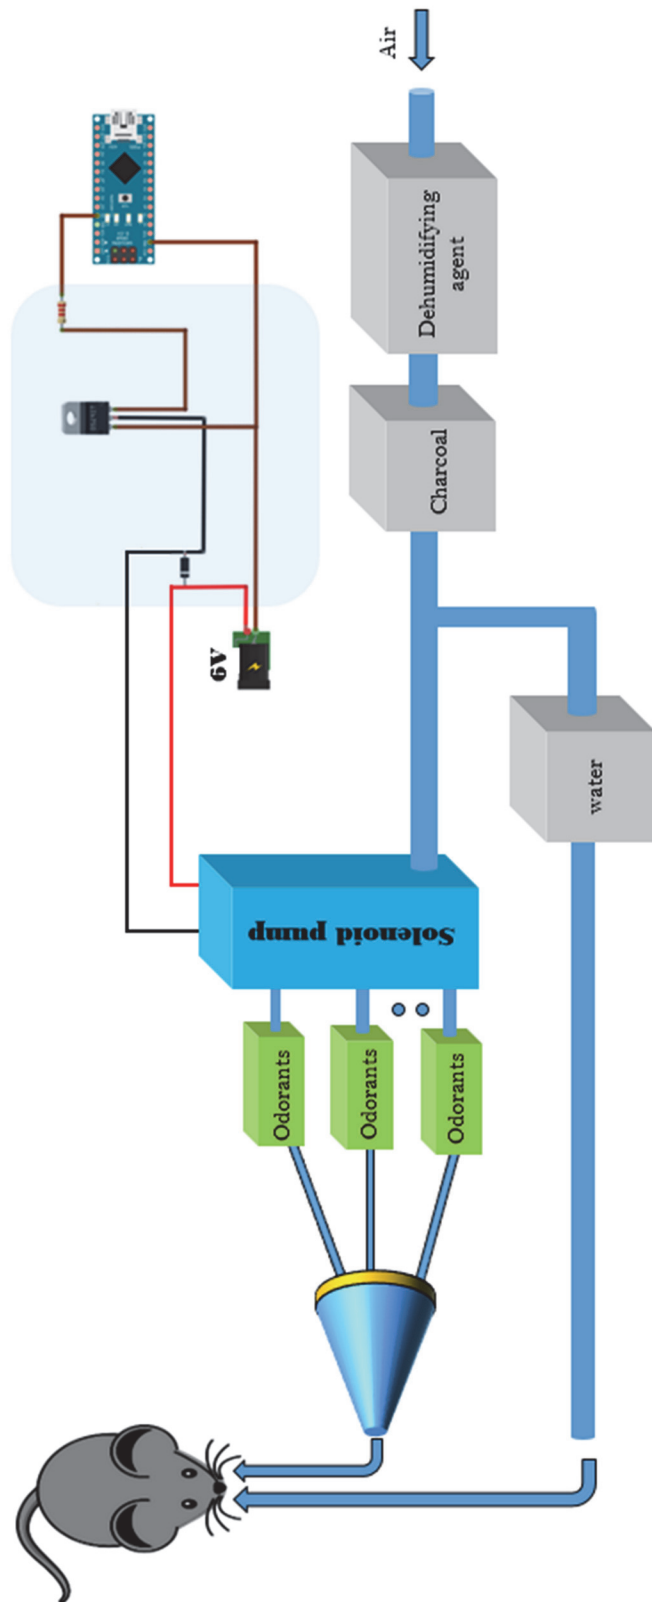 Air
Dehumidifying
agent
Charcoal
6V
water
Solenoid pump
Odorants
Odorants
Odorants